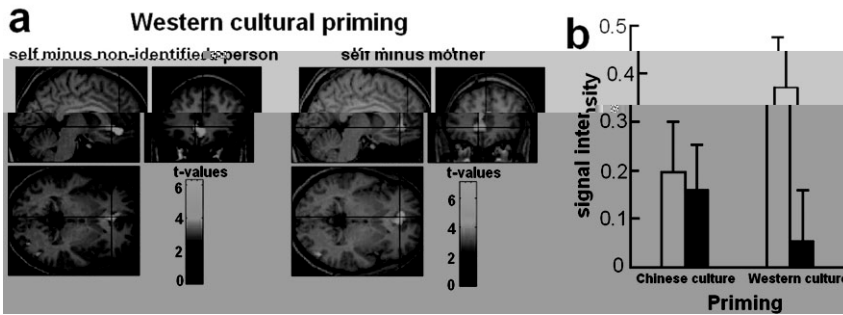 a
Western cultural priming
self minus non-identified person
self minus mother
t-values
6
4
2
0
t-values
6
4
2
0
b
signal intensity
0.5
0.4
0.3
0.2
0.1
0
Chinese culture
Western culture
Priming